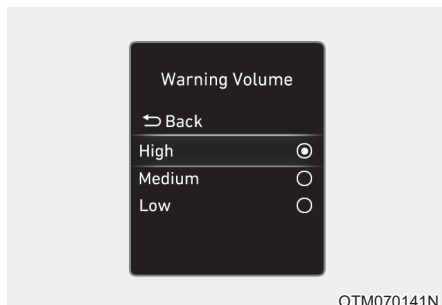 Warning Volume
Back
High
Medium
Low
OTM070141N